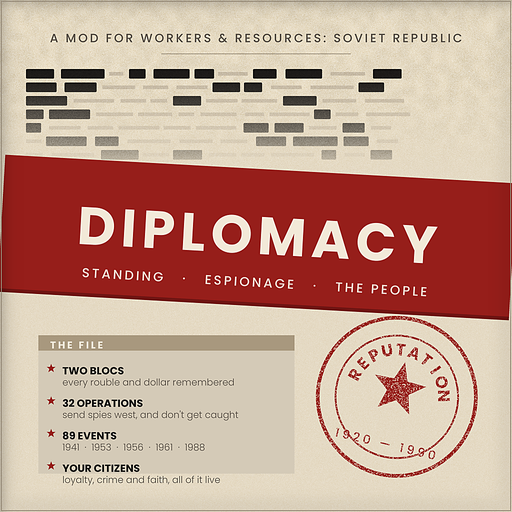 A MOD FOR WORKERS & RESOURCES: SOVIET REPUBLIC
DIPLOMACY
STANDING · ESPIONAGE · THE PEOPLE
THE FILE
★ TWO BLOCS
every rouble and dollar remembered
★ 32 OPERATIONS
send spies west, and don't get caught
★ 89 EVENTS
1941 · 1953 · 1956 · 1961 · 1988
★ YOUR CITIZENS
loyalty, crime and faith, all of it live
REPUTATION
1920 — 1990